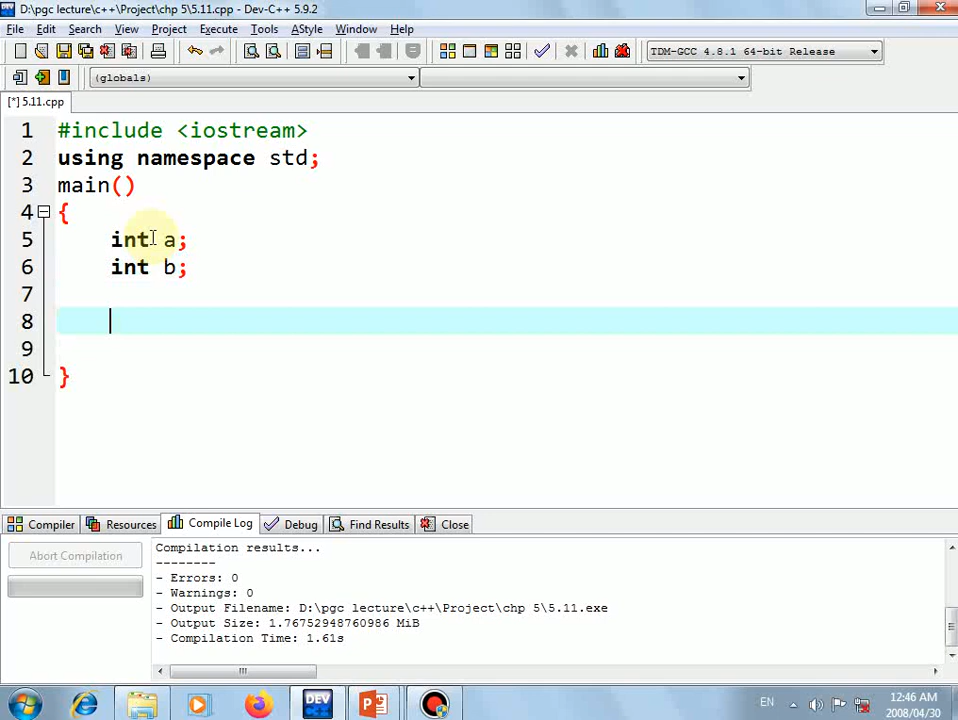 D:\pgc lecture\c++\Project\chp 5\5.11.cpp - Dev-C++ 5.9.2
File Edit Search View Project Execute Tools AStyle Window Help
TDM-GCC 4.8.1 64-bit Release
(globals)
[*] 5.11.cpp
1 #include <iostream>
2 using namespace std;
3 main()
4 {
5 int a;
6 int b;
7
8
9
10 }
Compiler Resources Compile Log Debug Find Results Close
Abort Compilation
Compilation results...
--------
- Errors: 0
- Warnings: 0
- Output Filename: D:\pgc lecture\c++\Project\chp 5\5.11.exe
- Output Size: 1.76752948760986 MiB
- Compilation Time: 1.61s
DEV
EN
12:46 AM
2008/04/30